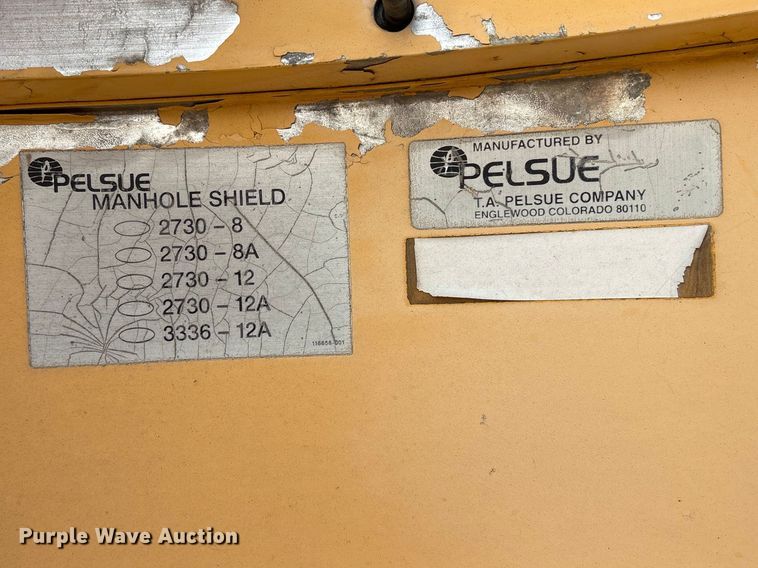 PELSUE
MANHOLE SHIELD
2730 - 8
2730 - 8A
2730 - 12
2730 - 12A
3336 - 12A
MANUFACTURED BY
PELSUE
T.A. PELSUE COMPANY
ENGLEWOOD COLORADO 80110
Purple Wave Auction